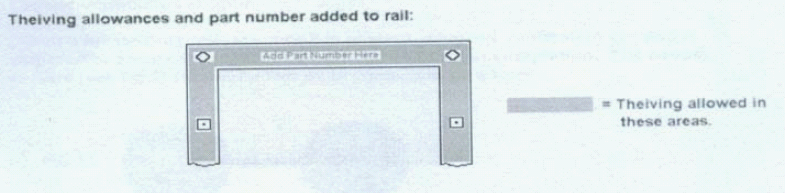 Theiving allowances and part number added to rail:
Add Part Number Here
= Theiving allowed in
these areas.